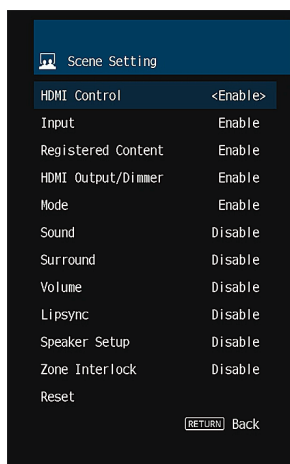 Scene Setting
HDMI Control <Enable>
Input Enable
Registered Content Enable
HDMI Output/Dimmer Enable
Mode Enable
Sound Disable
Surround Disable
Volume Disable
Lipsync Disable
Speaker Setup Disable
Zone Interlock Disable
Reset
RETURN Back